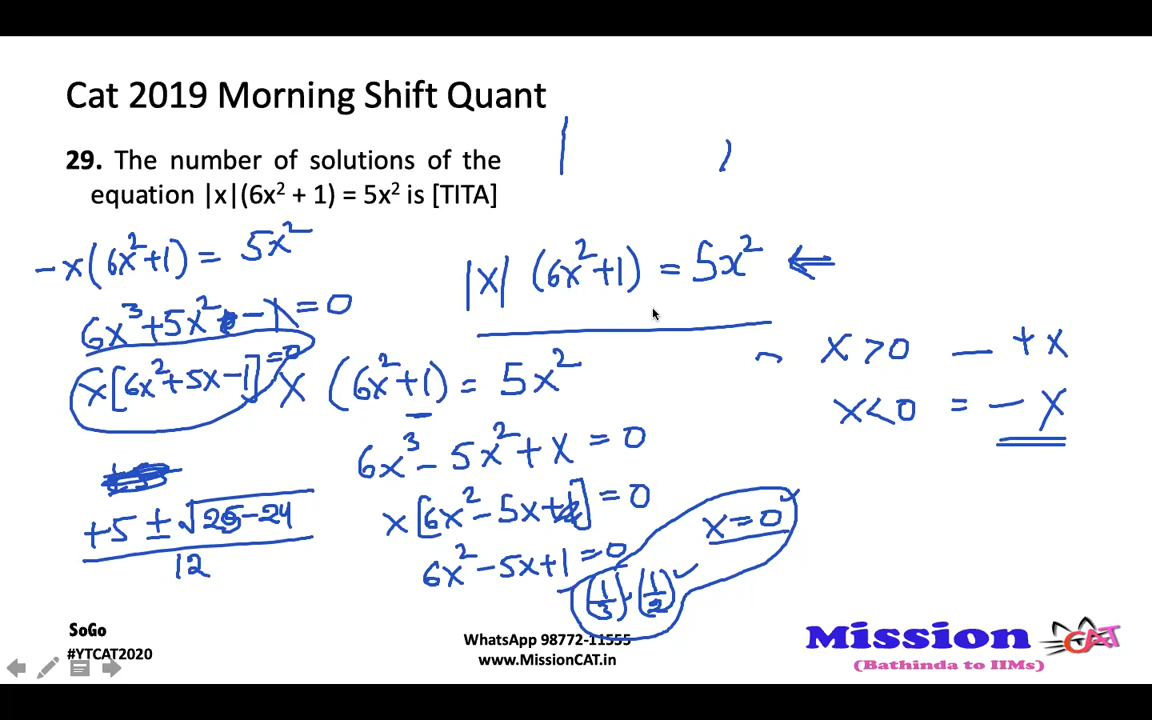 Cat 2019 Morning Shift Quant
29. The number of solutions of the
equation |x|(6x² + 1) = 5x² is [TITA]
-x(6x²+1) = 5x²
6x³+5x² -x=0
x[6x²+5x-1]=0
+5 ± √25-24
12
|x| (6x²+1) = 5x² ⇐
x (6x²+1) = 5x²
6x³ - 5x² + x = 0
x[6x² - 5x+1] = 0
6x² - 5x+1 = 0
x = 0
(1/3), (1/2)
x > 0 — + x
x < 0 = - x
SoGo
#YTCAT2020
WhatsApp 98772-11555
www.MissionCAT.in
Mission CAT
(Bathinda to IIMs)